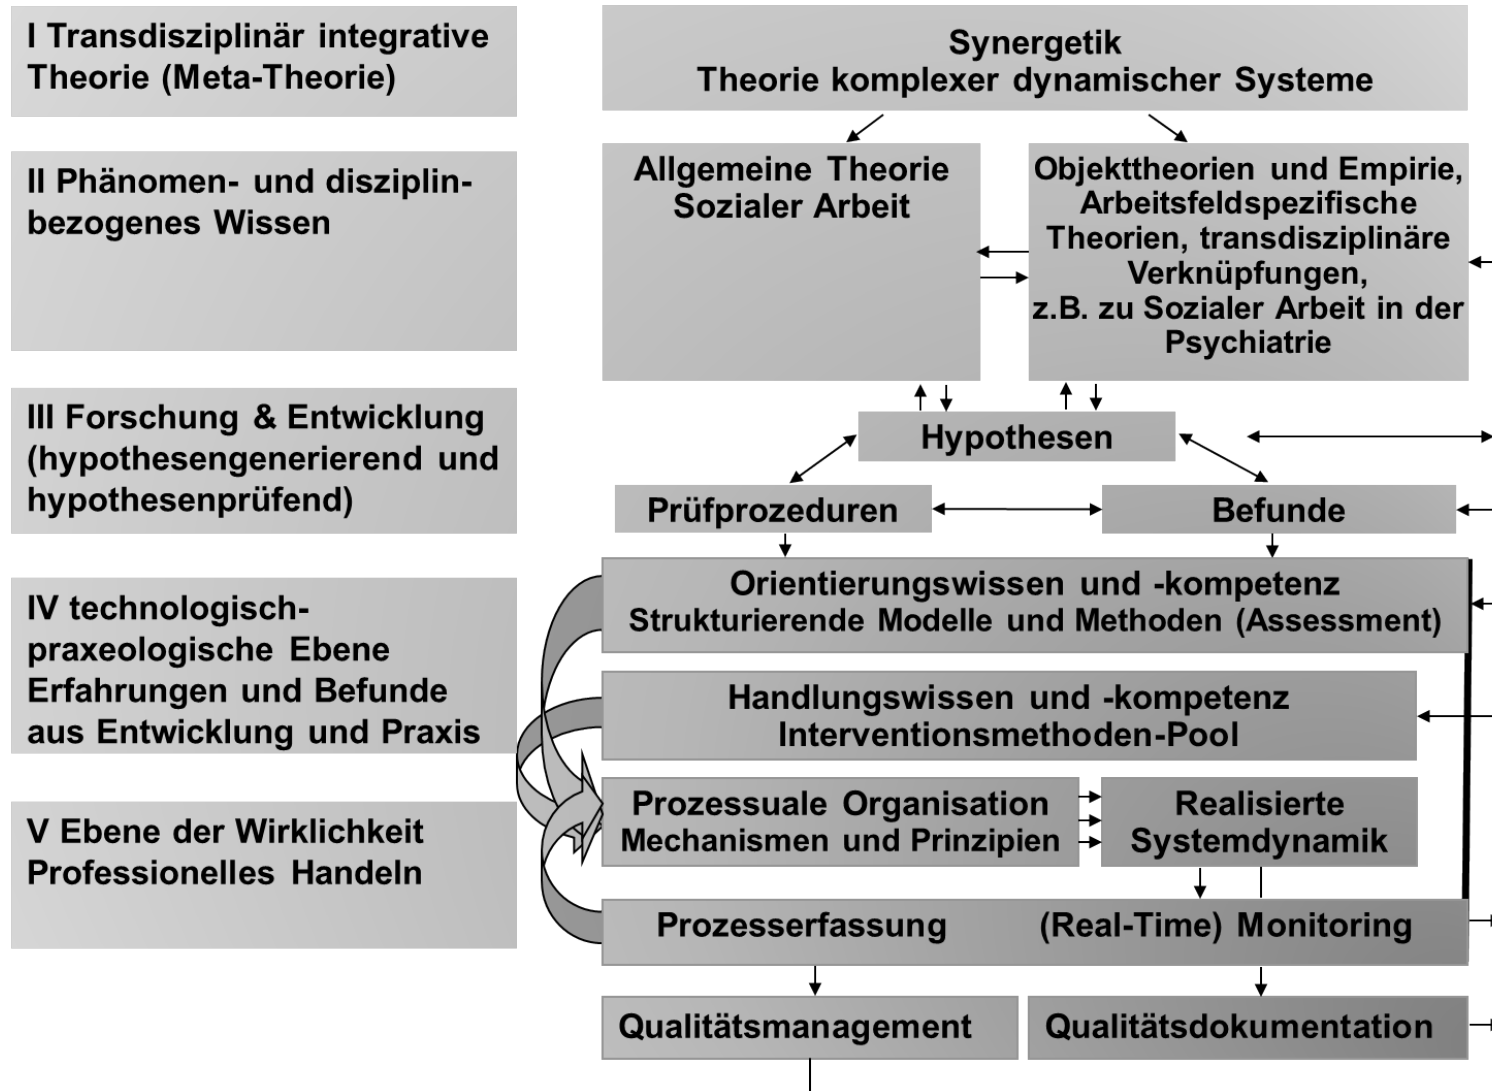 I Transdisziplinär integrative
Theorie (Meta-Theorie)
Synergetik
Theorie komplexer dynamischer Systeme
II Phänomen- und disziplin-
bezogenes Wissen
Allgemeine Theorie
Sozialer Arbeit
Objekttheorien und Empirie,
Arbeitsfeldspezifische
Theorien, transdisziplinäre
Verknüpfungen,
z.B. zu Sozialer Arbeit in der
Psychiatrie
III Forschung & Entwicklung
(hypothesengenerierend und
hypothesenprüfend)
Hypothesen
Prüfprozeduren
Befunde
IV technologisch-
praxeologische Ebene
Erfahrungen und Befunde
aus Entwicklung und Praxis
Orientierungswissen und -kompetenz
Strukturierende Modelle und Methoden (Assessment)
Handlungswissen und -kompetenz
Interventionsmethoden-Pool
V Ebene der Wirklichkeit
Professionelles Handeln
Prozessuale Organisation
Mechanismen und Prinzipien
Realisierte
Systemdynamik
Prozesserfassung (Real-Time) Monitoring
Qualitätsmanagement
Qualitätsdokumentation